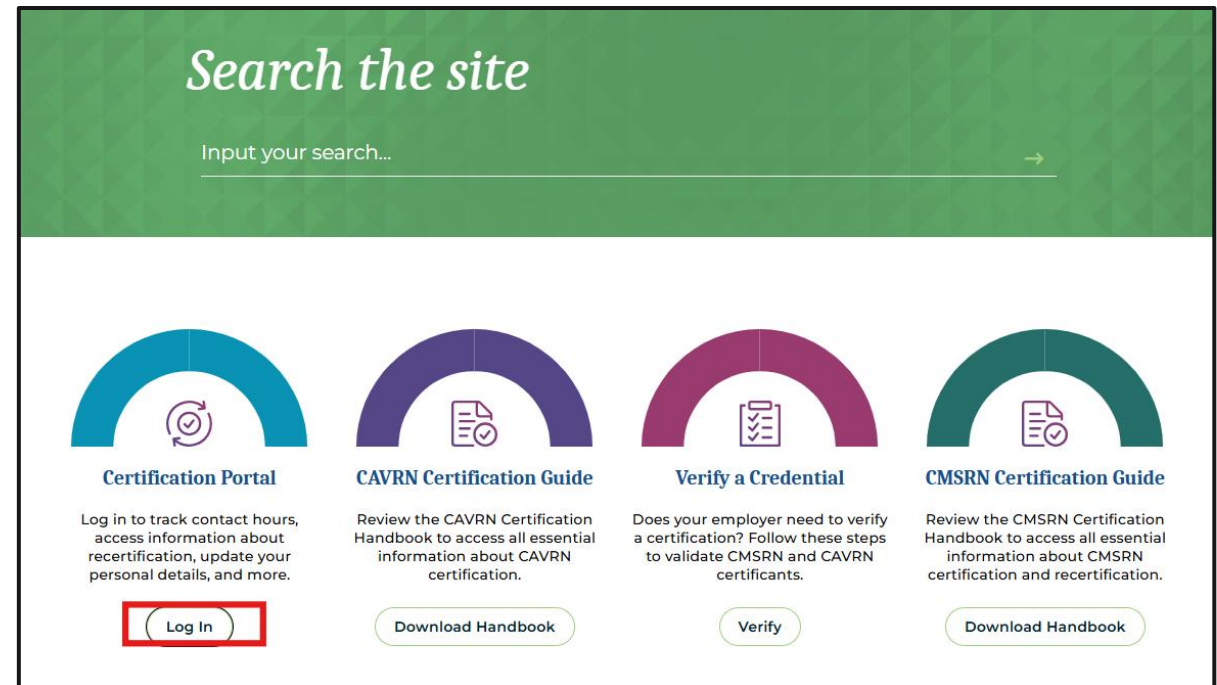 Search the site
Input your search...
→
Certification Portal
Log in to track contact hours,
access information about
recertification, update your
personal details, and more.
Log In
CAVRN Certification Guide
Review the CAVRN Certification
Handbook to access all essential
information about CAVRN
certification.
Download Handbook
Verify a Credential
Does your employer need to verify
a certification? Follow these steps
to validate CMSRN and CAVRN
certificants.
Verify
CMSRN Certification Guide
Review the CMSRN Certification
Handbook to access all essential
information about CMSRN
certification and recertification.
Download Handbook